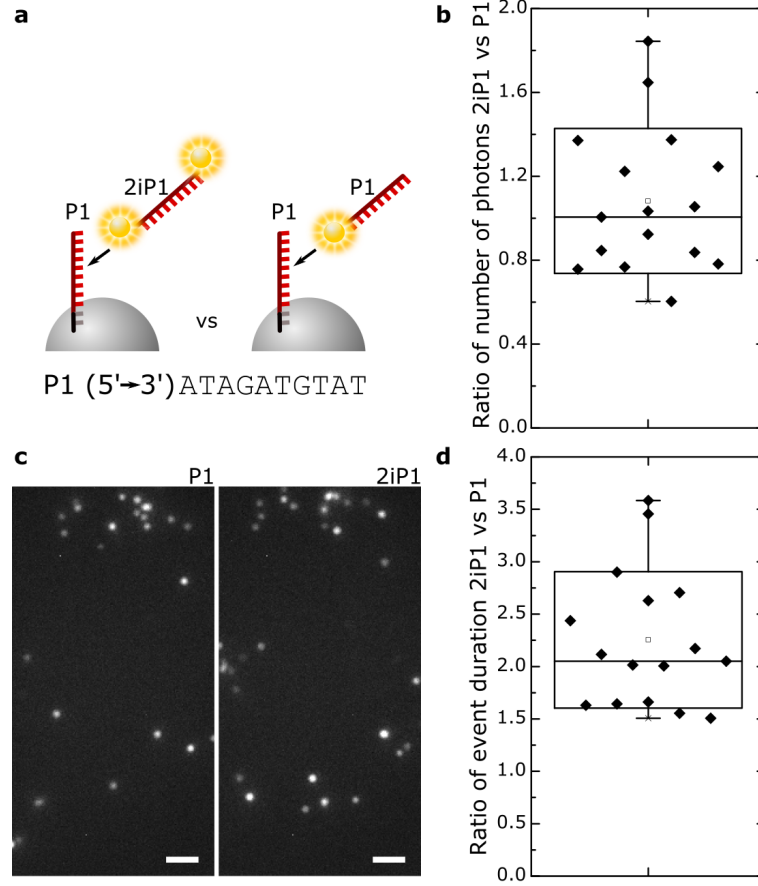 a
2iP1
P1
P1
P1
vs
P1 (5'→3') ATAGATGTAT
b
Ratio of number of photons 2iP1 vs P1
2.0
1.6
1.2
0.8
0.4
0.0
c
P1
2iP1
d
Ratio of event duration 2iP1 vs P1
4.0
3.5
3.0
2.5
2.0
1.5
1.0
0.5
0.0